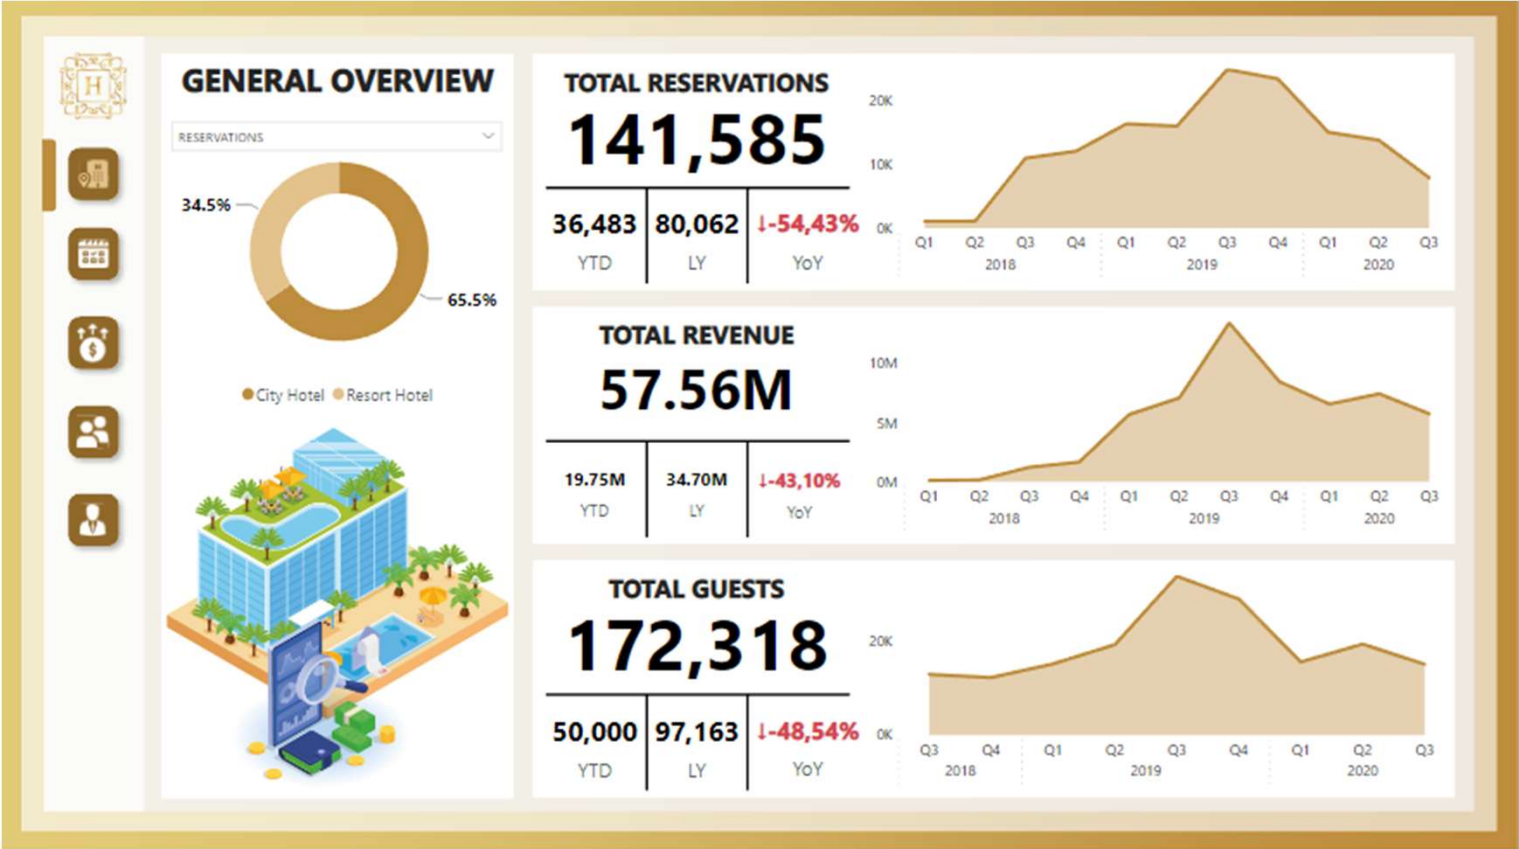 H
GENERAL OVERVIEW
RESERVATIONS
34.5%
65.5%
City Hotel Resort Hotel
TOTAL RESERVATIONS
141,585
36,483 80,062 ↓-54,43%
YTD LY YoY
20K
10K
0K
Q1 Q2 Q3 Q4 Q1 Q2 Q3 Q4 Q1 Q2 Q3
2018 2019 2020
TOTAL REVENUE
57.56M
19.75M 34.70M ↓-43,10%
YTD LY YoY
10M
5M
0M
Q1 Q2 Q3 Q4 Q1 Q2 Q3 Q4 Q1 Q2 Q3
2018 2019 2020
TOTAL GUESTS
172,318
50,000 97,163 ↓-48,54%
YTD LY YoY
20K
0K
Q3 Q4 Q1 Q2 Q3 Q4 Q1 Q2 Q3
2018 2019 2020